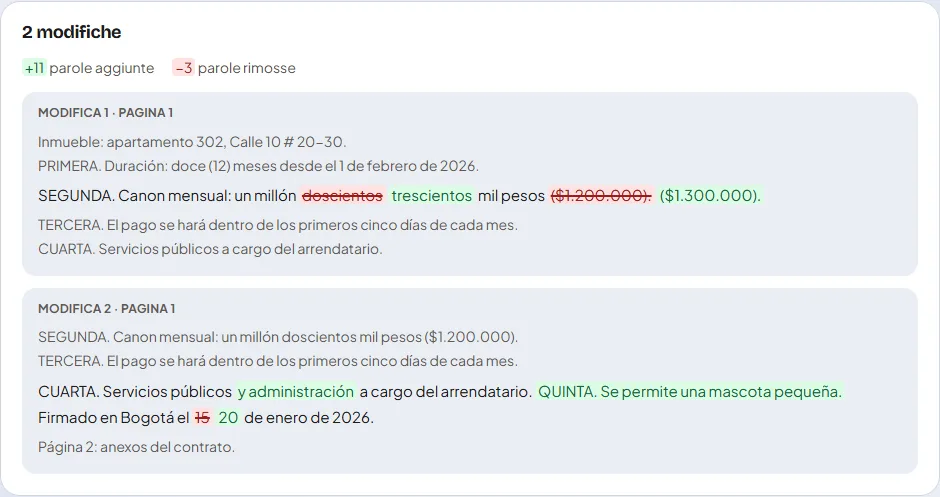 2 modifiche
+11 parole aggiunte −3 parole rimosse
MODIFICA 1 · PAGINA 1
Inmueble: apartamento 302, Calle 10 # 20-30.
PRIMERA. Duración: doce (12) meses desde el 1 de febrero de 2026.
SEGUNDA. Canon mensual: un millón doscientos trescientos mil pesos ($1.200.000). ($1.300.000).
TERCERA. El pago se hará dentro de los primeros cinco días de cada mes.
CUARTA. Servicios públicos a cargo del arrendatario.
MODIFICA 2 · PAGINA 1
SEGUNDA. Canon mensual: un millón doscientos mil pesos ($1.200.000).
TERCERA. El pago se hará dentro de los primeros cinco días de cada mes.
CUARTA. Servicios públicos y administración a cargo del arrendatario. QUINTA. Se permite una mascota pequeña.
Firmado en Bogotá el 15 20 de enero de 2026.
Página 2: anexos del contrato.